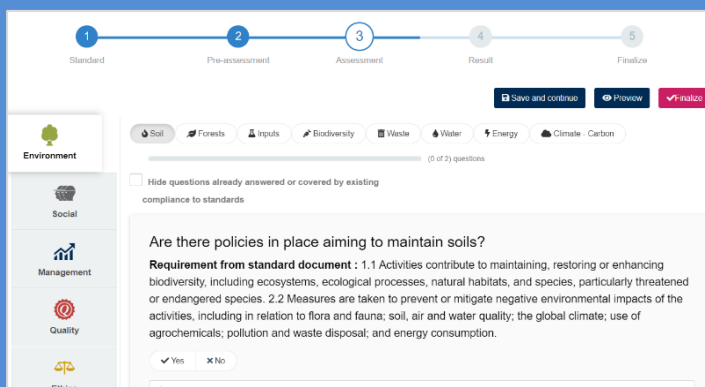 1 2 3 4 5
Standard Pre-assessment Assessment Result Finalize
Save and continue Preview Finalize
Environment
Social
Management
Quality
Ethics
Soil Forests Inputs Biodiversity Waste Water Energy Climate - Carbon
(0 of 2) questions
Hide questions already answered or covered by existing
compliance to standards
Are there policies in place aiming to maintain soils?
Requirement from standard document : 1.1 Activities contribute to maintaining, restoring or enhancing
biodiversity, including ecosystems, ecological processes, natural habitats, and species, particularly threatened
or endangered species. 2.2 Measures are taken to prevent or mitigate negative environmental impacts of the
activities, including in relation to flora and fauna; soil, air and water quality; the global climate; use of
agrochemicals; pollution and waste disposal; and energy consumption.
Yes No